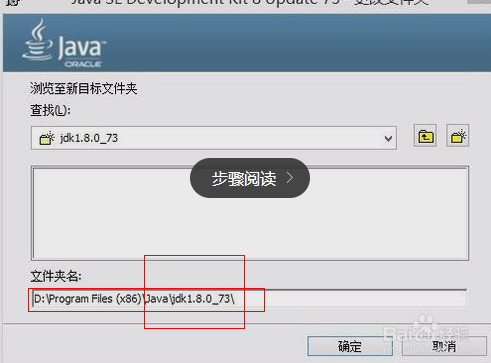 Java SE Development Kit 8 Update 73 - 更改文件夹
Java
ORACLE
浏览至新目标文件夹
查找(L):
jdk1.8.0_73
步骤阅读
文件夹名:
D:\Program Files (x86)\Java\jdk1.8.0_73\
确定
取消